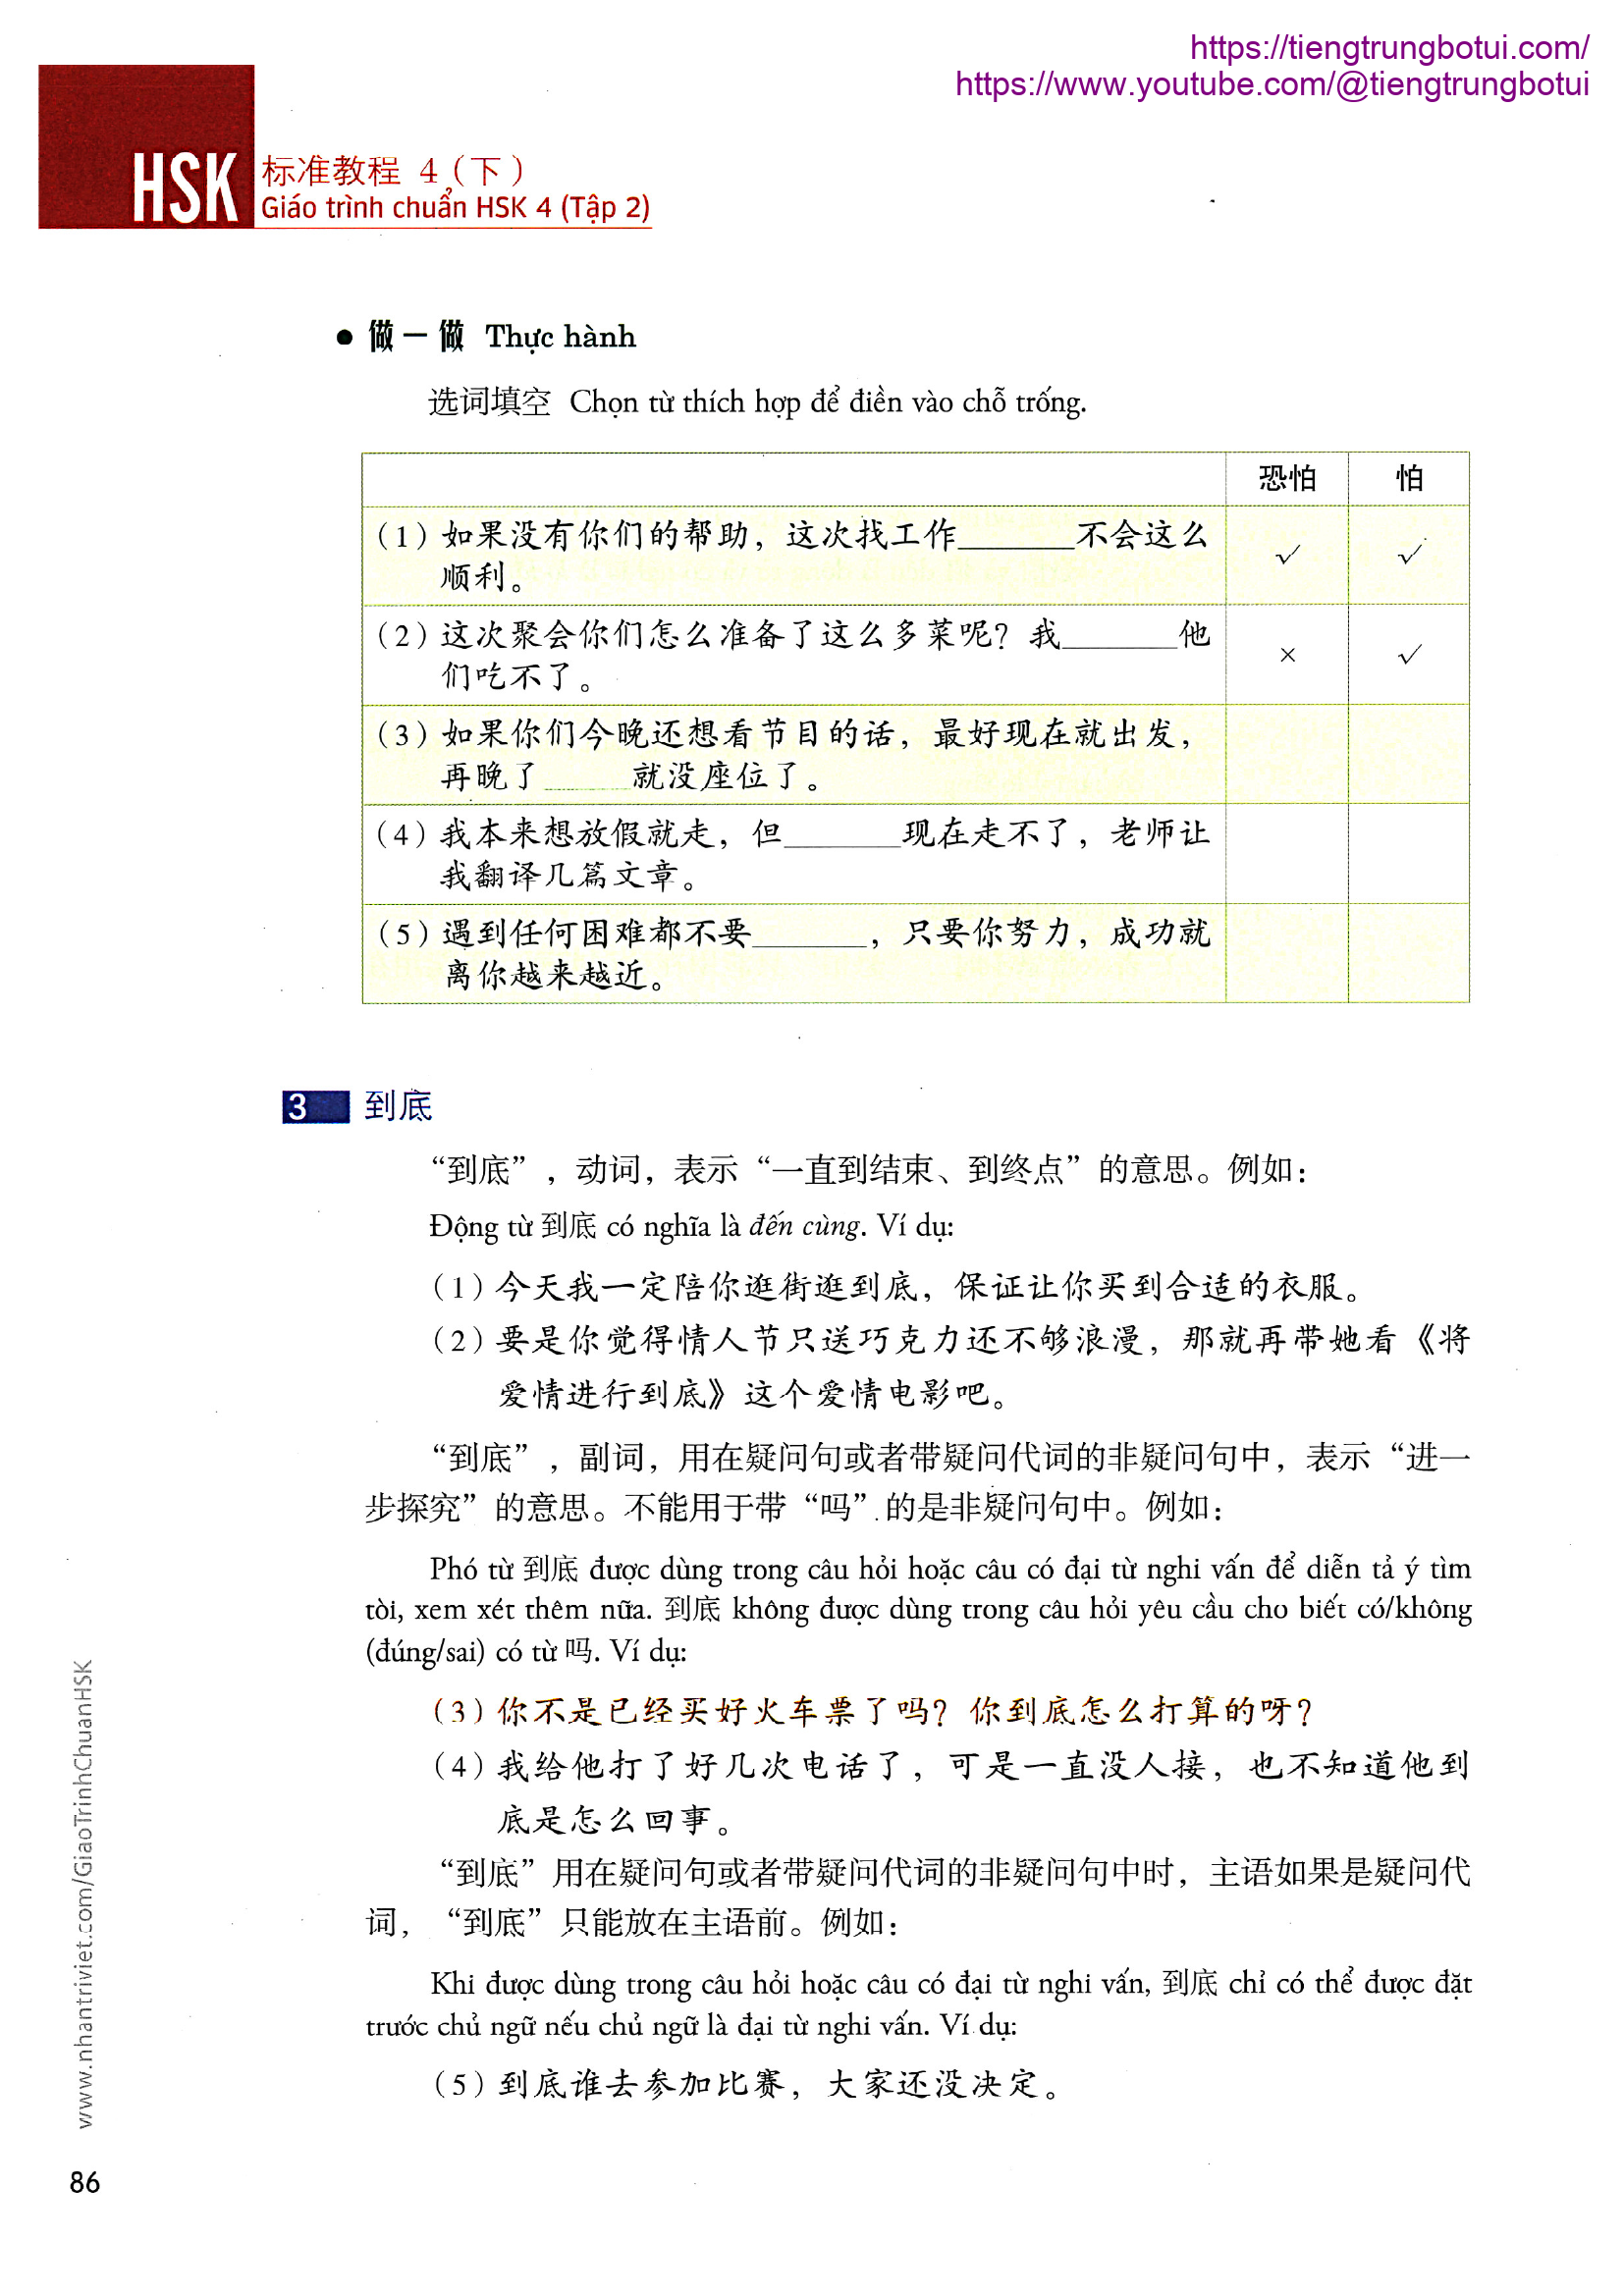 https://tiengtrungbotui.com/
https://www.youtube.com/@tiengtrungbotui
HSK 标准教程 4（下）
Giáo trình chuẩn HSK 4 (Tập 2)
● 做一做 Thực hành
选词填空 Chọn từ thích hợp để điền vào chỗ trống.
恐怕 怕
（1）如果没有你们的帮助，这次找工作______不会这么
顺利。 √ √
（2）这次聚会你们怎么准备了这么多菜呢？我______他
们吃不了。 × √
（3）如果你们今晚还想看节目的话，最好现在就出发，
再晚了_____就没座位了。
（4）我本来想放假就走，但______现在走不了，老师让
我翻译几篇文章。
（5）遇到任何困难都不要______，只要你努力，成功就
离你越来越近。
3 到底
“到底”，动词，表示“一直到结束、到终点”的意思。例如：
Động từ 到底 có nghĩa là đến cùng. Ví dụ:
（1）今天我一定陪你逛街逛到底，保证让你买到合适的衣服。
（2）要是你觉得情人节只送巧克力还不够浪漫，那就再带她看《将
爱情进行到底》这个爱情电影吧。
“到底”，副词，用在疑问句或者带疑问代词的非疑问句中，表示“进一
步探究”的意思。不能用于带“吗”的是非疑问句中。例如：
Phó từ 到底 được dùng trong câu hỏi hoặc câu có đại từ nghi vấn để diễn tả ý tìm
tòi, xem xét thêm nữa. 到底 không được dùng trong câu hỏi yêu cầu cho biết có/không
(đúng/sai) có từ 吗. Ví dụ:
（3）你不是已经买好火车票了吗？你到底怎么打算的呀？
（4）我给他打了好几次电话了，可是一直没人接，也不知道他到
底是怎么回事。
“到底”用在疑问句或者带疑问代词的非疑问句中时，主语如果是疑问代
词，“到底”只能放在主语前。例如：
Khi được dùng trong câu hỏi hoặc câu có đại từ nghi vấn, 到底 chỉ có thể được đặt
trước chủ ngữ nếu chủ ngữ là đại từ nghi vấn. Ví dụ:
（5）到底谁去参加比赛，大家还没决定。
www.nhantriviet.com/GiaoTrinhChuanHSK
86